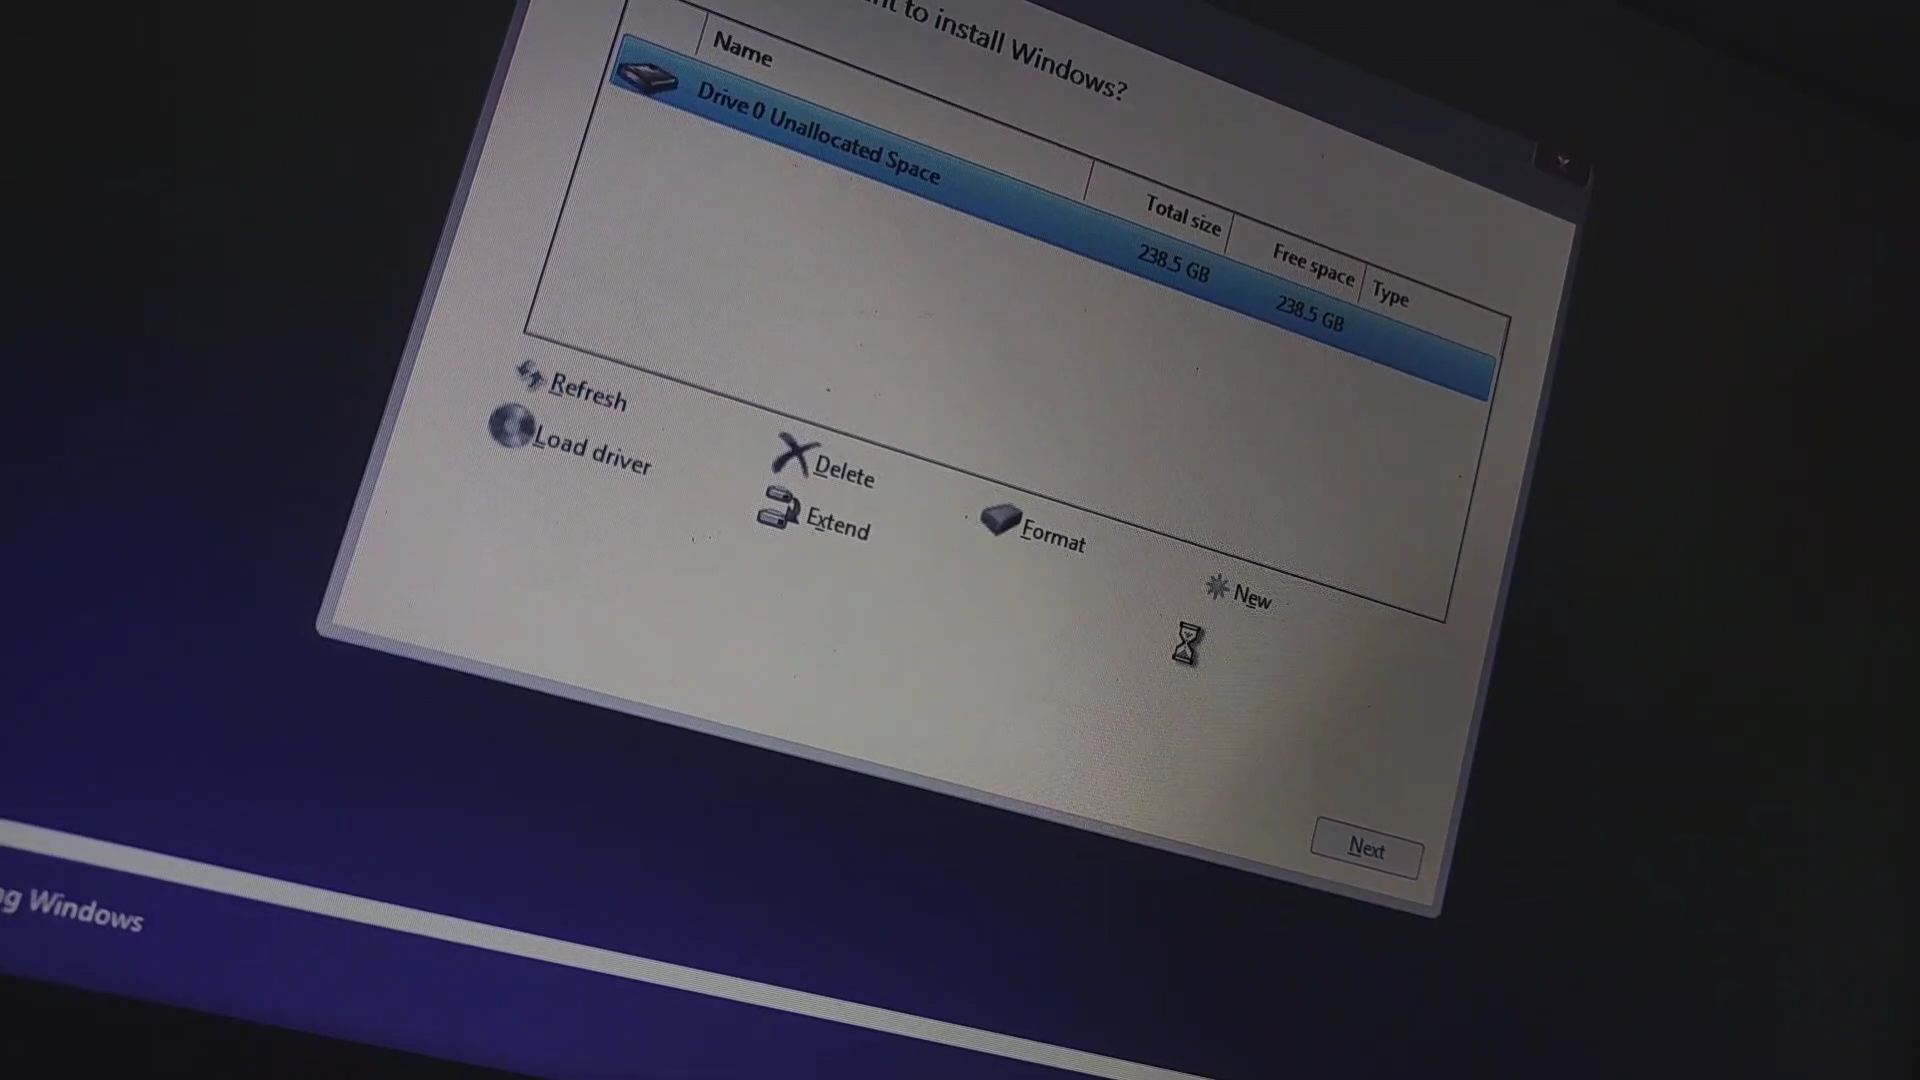 to install Windows?
Name
Total size
Free space
Type
Drive 0 Unallocated Space
238.5 GB
238.5 GB
Refresh
Load driver
Delete
Extend
Format
New
Next
Windows